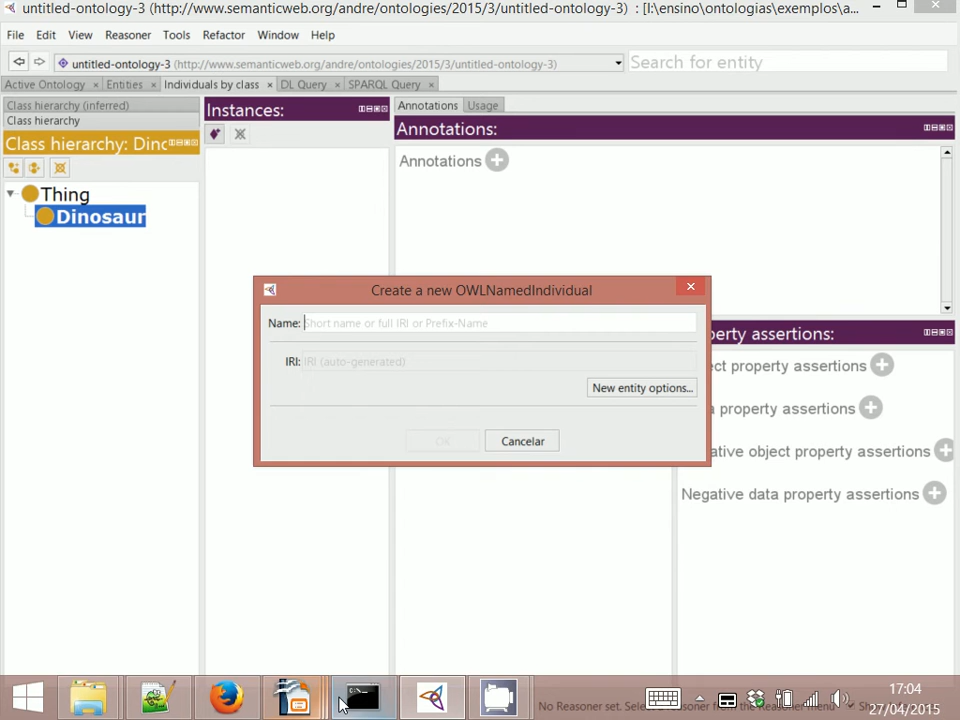 untitled-ontology-3 (http://www.semanticweb.org/andre/ontologies/2015/3/untitled-ontology-3) : [I:\ensino\ontologias\exemplos\a...
File Edit View Reasoner Tools Refactor Window Help
untitled-ontology-3 (http://www.semanticweb.org/andre/ontologies/2015/3/untitled-ontology-3)
Search for entity
Active Ontology × Entities × Individuals by class × DL Query × SPARQL Query ×
Class hierarchy (inferred)
Class hierarchy
Class hierarchy: Dinc
Thing
Dinosaur
Instances:
Annotations Usage
Annotations:
Annotations
Create a new OWLNamedIndividual
Name: Short name or full IRI or Prefix-Name
IRI: IRI (auto-generated)
New entity options...
OK Cancelar
perty assertions:
ect property assertions
a property assertions
ative object property assertions
Negative data property assertions
No Reasoner set. Select a reasoner from the Reasoner menu
17:04
27/04/2015